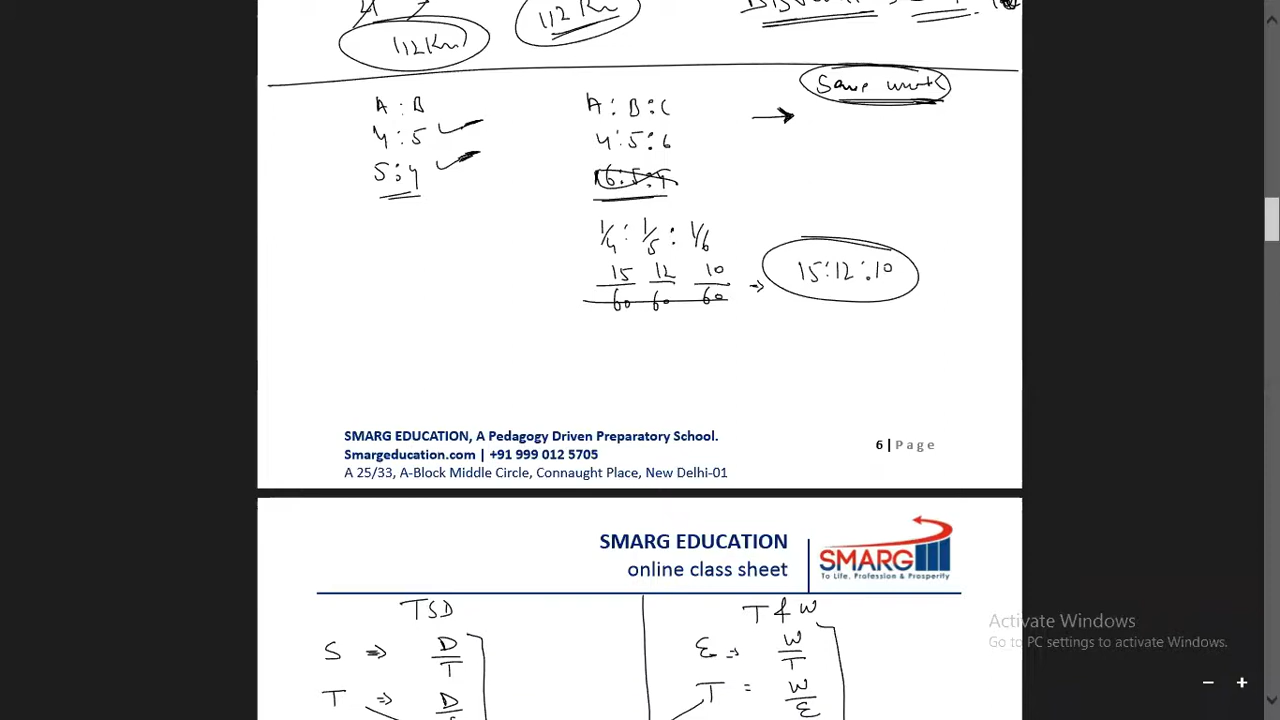 112 Km
112 Km
A : B
4 : 5
5 : 4
A : B : C
4 : 5 : 6
6 : 5 : 4
1/4 : 1/5 : 1/6
15/60 12/60 10/60 ⇒ 15 : 12 : 10
→ Same work
SMARG EDUCATION, A Pedagogy Driven Preparatory School.
Smargeducation.com | +91 999 012 5705
A 25/33, A-Block Middle Circle, Connaught Place, New Delhi-01
6 | Page
SMARG EDUCATION
online class sheet
SMARG
To Life, Profession & Prosperity
TSD
S ⇒ D/T
T ⇒ D/
T & W
E ⇒ W/T
T = W/E
Activate Windows
Go to PC settings to activate Windows.